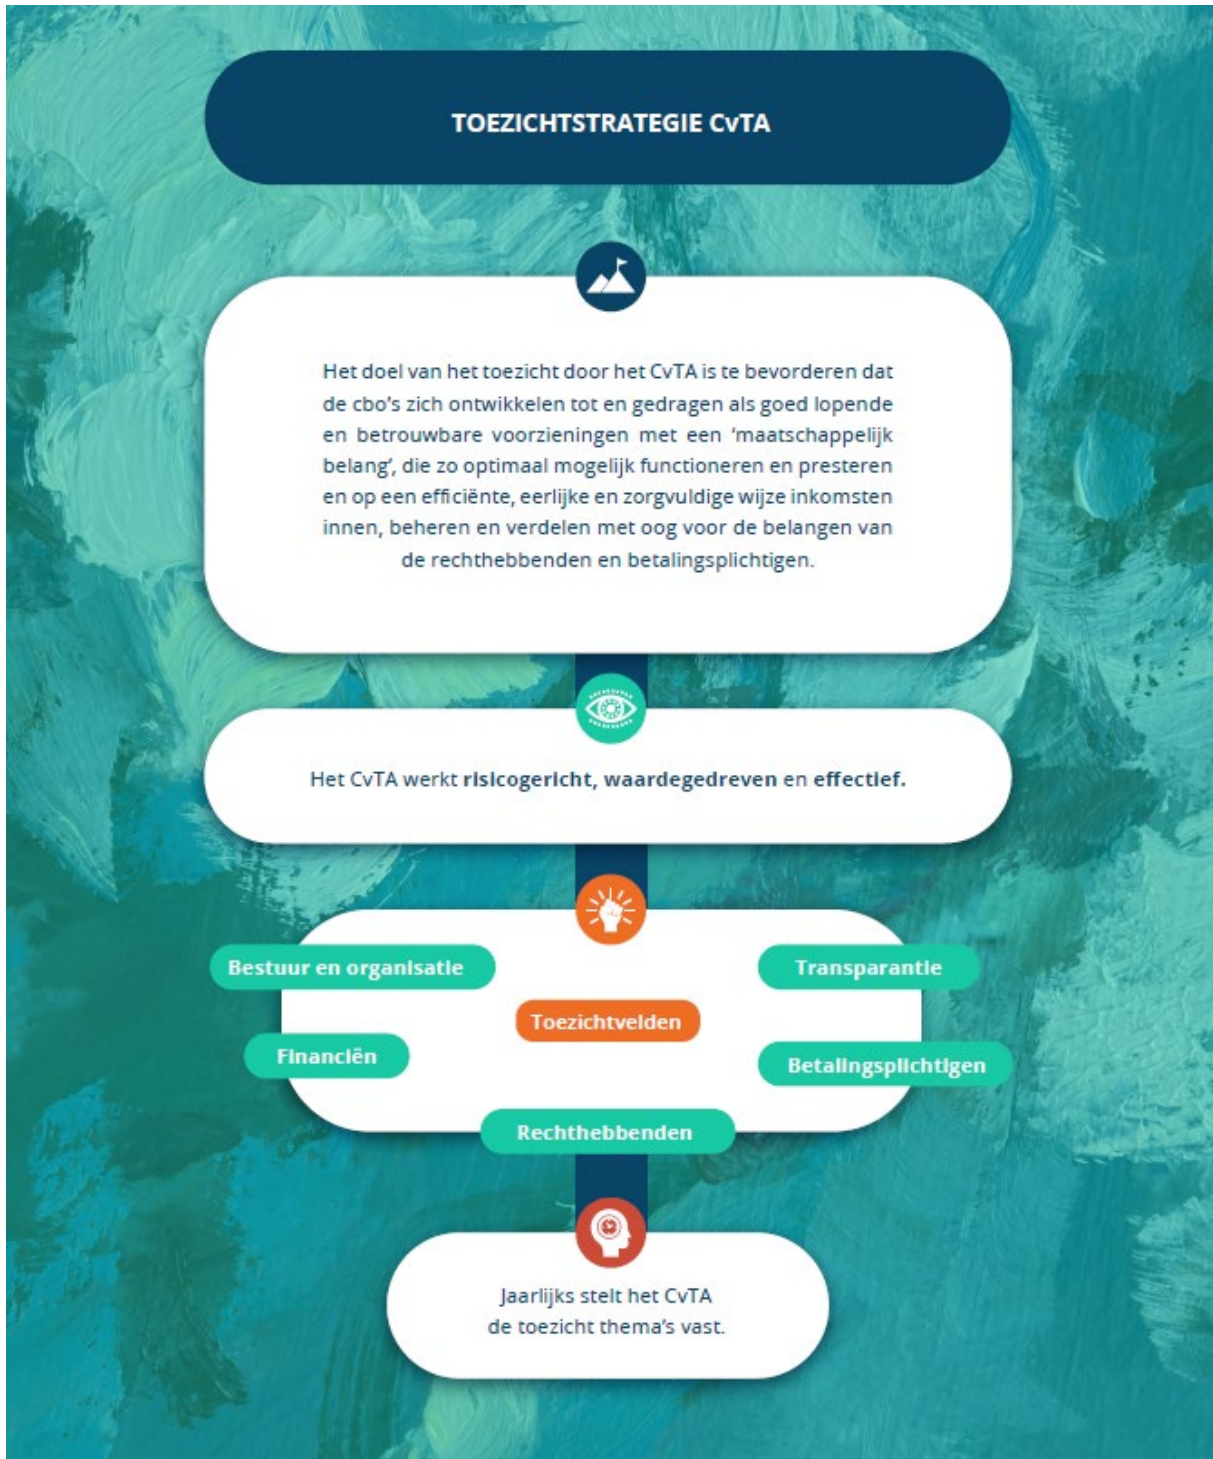 TOEZICHTSTRATEGIE CvTA
Het doel van het toezicht door het CvTA is te bevorderen dat
de cbo's zich ontwikkelen tot en gedragen als goed lopende
en betrouwbare voorzieningen met een 'maatschappelijk
belang', die zo optimaal mogelijk functioneren en presteren
en op een efficiënte, eerlijke en zorgvuldige wijze inkomsten
innen, beheren en verdelen met oog voor de belangen van
de rechthebbenden en betalingsplichtigen.
Het CvTA werkt risicogericht, waardegedreven en effectief.
Bestuur en organisatie
Transparantie
Toezichtvelden
Financiën
Betalingsplichtigen
Rechthebbenden
Jaarlijks stelt het CvTA
de toezicht thema's vast.